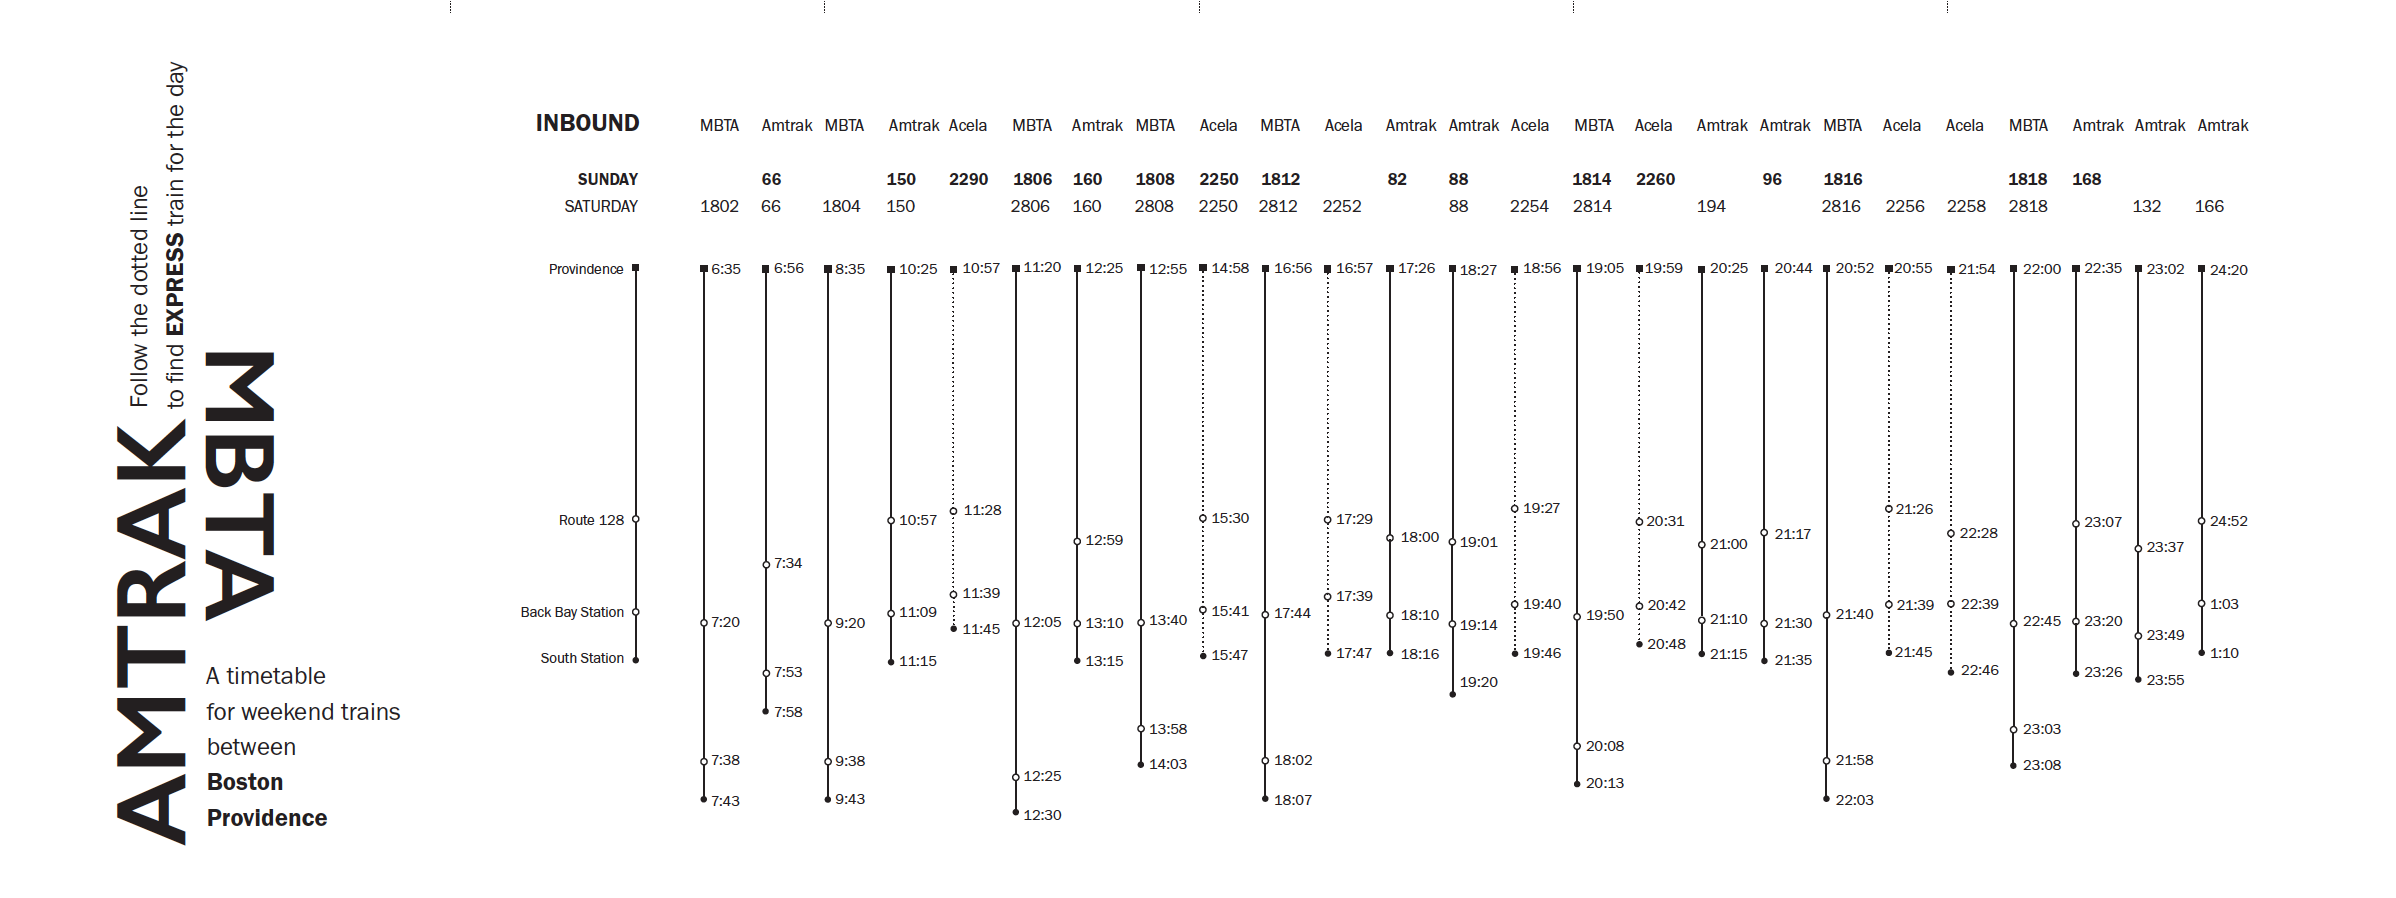 AMTRAK
MBTA
Follow the dotted line
to find EXPRESS train for the day
A timetable
for weekend trains
between
Boston
Providence
INBOUND MBTA Amtrak MBTA Amtrak Acela MBTA Amtrak MBTA Acela MBTA Acela Amtrak Amtrak Acela MBTA Acela Amtrak Amtrak MBTA Acela Acela MBTA Amtrak Amtrak Amtrak
SUNDAY 66 150 2290 1806 160 1808 2250 1812 82 88 1814 2260 96 1816 1818 168
SATURDAY 1802 66 1804 150 2806 160 2808 2250 2812 2252 88 2254 2814 194 2816 2256 2258 2818 132 166
Provindence 6:35 6:56 8:35 10:25 10:57 11:20 12:25 12:55 14:58 16:56 16:57 17:26 18:27 18:56 19:05 19:59 20:25 20:44 20:52 20:55 21:54 22:00 22:35 23:02 24:20
Route 128 7:34 10:57 11:28 12:59 15:30 17:29 18:00 19:01 19:27 20:31 21:00 21:17 21:26 22:28 23:07 23:37 24:52
Back Bay Station 7:20 7:53 9:20 11:09 11:39 12:05 13:10 13:40 15:41 17:44 17:39 18:10 19:14 19:40 19:50 20:42 21:10 21:30 21:40 21:39 22:39 22:45 23:20 23:49 1:03
South Station 7:58 11:15 11:45 13:15 15:47 17:47 18:16 19:20 19:46 20:48 21:15 21:35 21:45 22:46 23:26 23:55 1:10
7:38 9:38 12:25 13:58 18:02 20:08 21:58 23:03
7:43 9:43 12:30 14:03 18:07 20:13 22:03 23:08